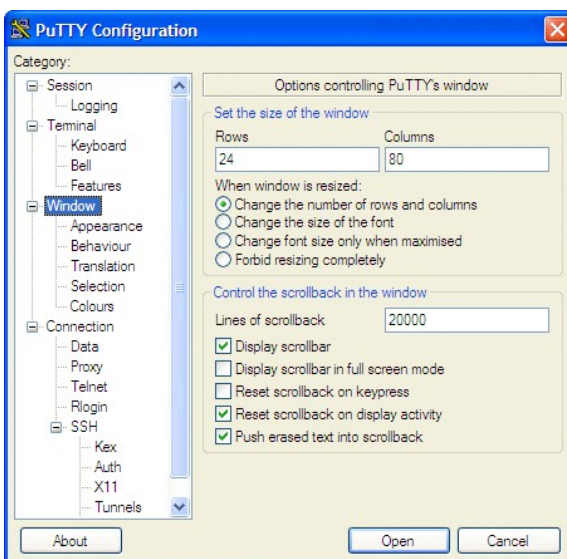 PuTTY Configuration
Category:
Session
Logging
Terminal
Keyboard
Bell
Features
Window
Appearance
Behaviour
Translation
Selection
Colours
Connection
Data
Proxy
Telnet
Rlogin
SSH
Kex
Auth
X11
Tunnels
Options controlling PuTTY's window
Set the size of the window
Rows Columns
24 80
When window is resized:
Change the number of rows and columns
Change the size of the font
Change font size only when maximised
Forbid resizing completely
Control the scrollback in the window
Lines of scrollback 20000
Display scrollbar
Display scrollbar in full screen mode
Reset scrollback on keypress
Reset scrollback on display activity
Push erased text into scrollback
About Open Cancel